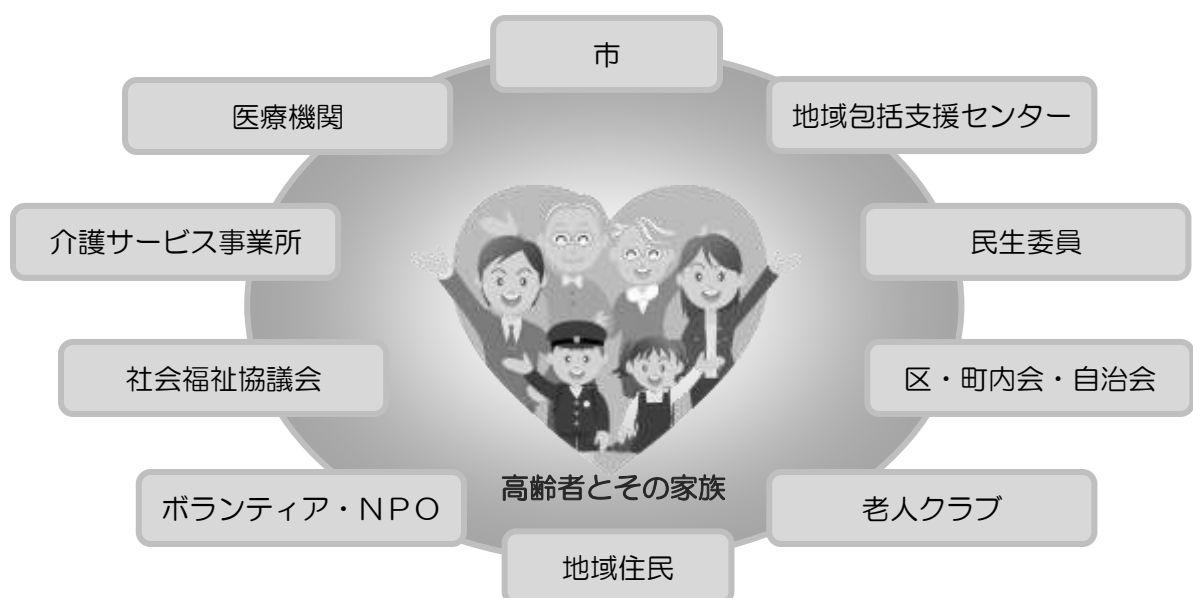 市
医療機関
地域包括支援センター
介護サービス事業所
民生委員
社会福祉協議会
区・町内会・自治会
高齢者とその家族
ボランティア・ＮＰＯ
老人クラブ
地域住民